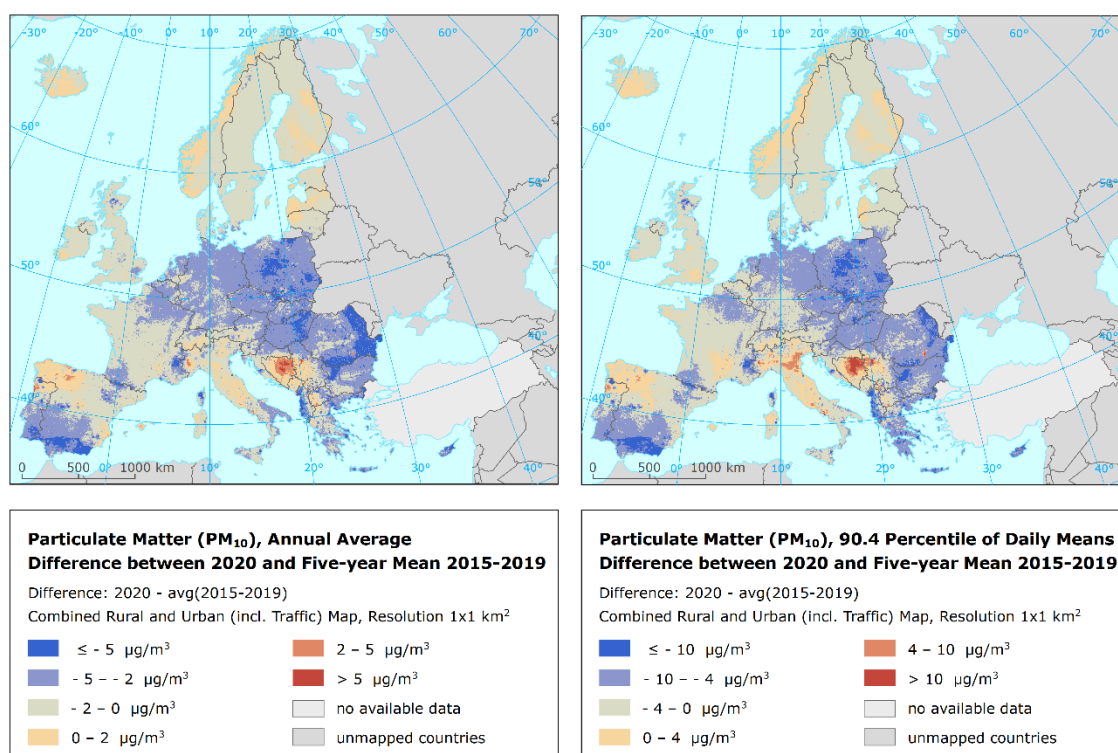 -30° -20° -10° 0° 10° 20° 30° 40° 50° 60° 70°
60°
50°
50°
40°
40°
0 500 1000 km
0° 10° 20° 30° 40°
-30° -20° -10° 0° 10° 20° 30° 40° 50° 60° 70°
60°
50°
50°
40°
40°
0 500 1000 km
0° 10° 20° 30° 40°
Particulate Matter (PM₁₀), Annual Average
Difference between 2020 and Five-year Mean 2015-2019
Difference: 2020 - avg(2015-2019)
Combined Rural and Urban (incl. Traffic) Map, Resolution 1x1 km²
≤ - 5 µg/m³
- 5 – - 2 µg/m³
- 2 – 0 µg/m³
0 – 2 µg/m³
2 – 5 µg/m³
> 5 µg/m³
no available data
unmapped countries
Particulate Matter (PM₁₀), 90.4 Percentile of Daily Means
Difference between 2020 and Five-year Mean 2015-2019
Difference: 2020 - avg(2015-2019)
Combined Rural and Urban (incl. Traffic) Map, Resolution 1x1 km²
≤ - 10 µg/m³
- 10 – - 4 µg/m³
- 4 – 0 µg/m³
0 – 4 µg/m³
4 – 10 µg/m³
> 10 µg/m³
no available data
unmapped countries